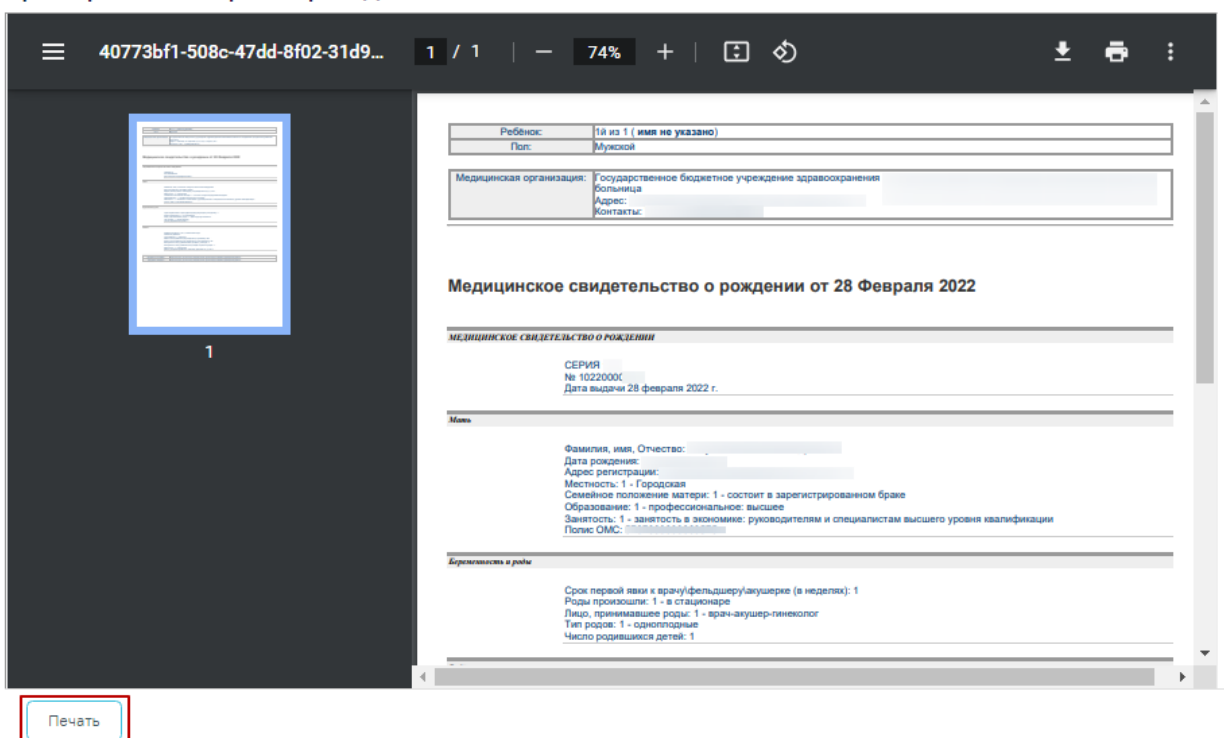 40773bf1-508c-47dd-8f02-31d9... 1 / 1 74%
Ребёнок: 1й из 1 ( имя не указано)
Пол: Мужской
Медицинская организация: Государственное бюджетное учреждение здравоохранения
больница
Адрес:
Контакты:
Медицинское свидетельство о рождении от 28 Февраля 2022
МЕДИЦИНСКОЕ СВИДЕТЕЛЬСТВО О РОЖДЕНИИ
1
СЕРИЯ
№ 1022000
Дата выдачи 28 февраля 2022 г.
Мать
Фамилия, имя, Отчество:
Дата рождения:
Адрес регистрации:
Местность: 1 - Городская
Семейное положение матери: 1 - состоит в зарегистрированном браке
Образование: 1 - профессиональное: высшее
Занятость: 1 - занятость в экономике: руководителям и специалистам высшего уровня квалификации
Полис ОМС:
Беременность и роды
Срок первой явки к врачу\фельдшеру\акушерке (в неделях): 1
Роды произошли: 1 - в стационаре
Лицо, принимавшее роды: 1 - врач-акушер-гинеколог
Тип родов: 1 - одноплодные
Число родившихся детей: 1
Печать